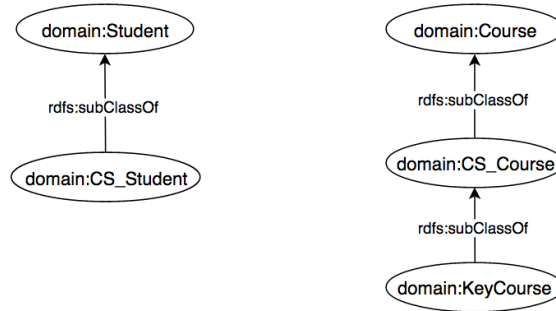 domain:Student
rdfs:subClassOf
domain:CS_Student
domain:Course
rdfs:subClassOf
domain:CS_Course
rdfs:subClassOf
domain:KeyCourse